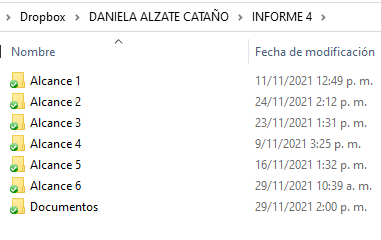 Dropbox > DANIELA ALZATE CATAÑO > INFORME 4 >
Nombre Fecha de modificación
Alcance 1 11/11/2021 12:49 p. m.
Alcance 2 24/11/2021 2:12 p. m.
Alcance 3 23/11/2021 1:31 p. m.
Alcance 4 9/11/2021 3:25 p. m.
Alcance 5 16/11/2021 1:32 p. m.
Alcance 6 29/11/2021 10:39 a. m.
Documentos 29/11/2021 2:00 p. m.